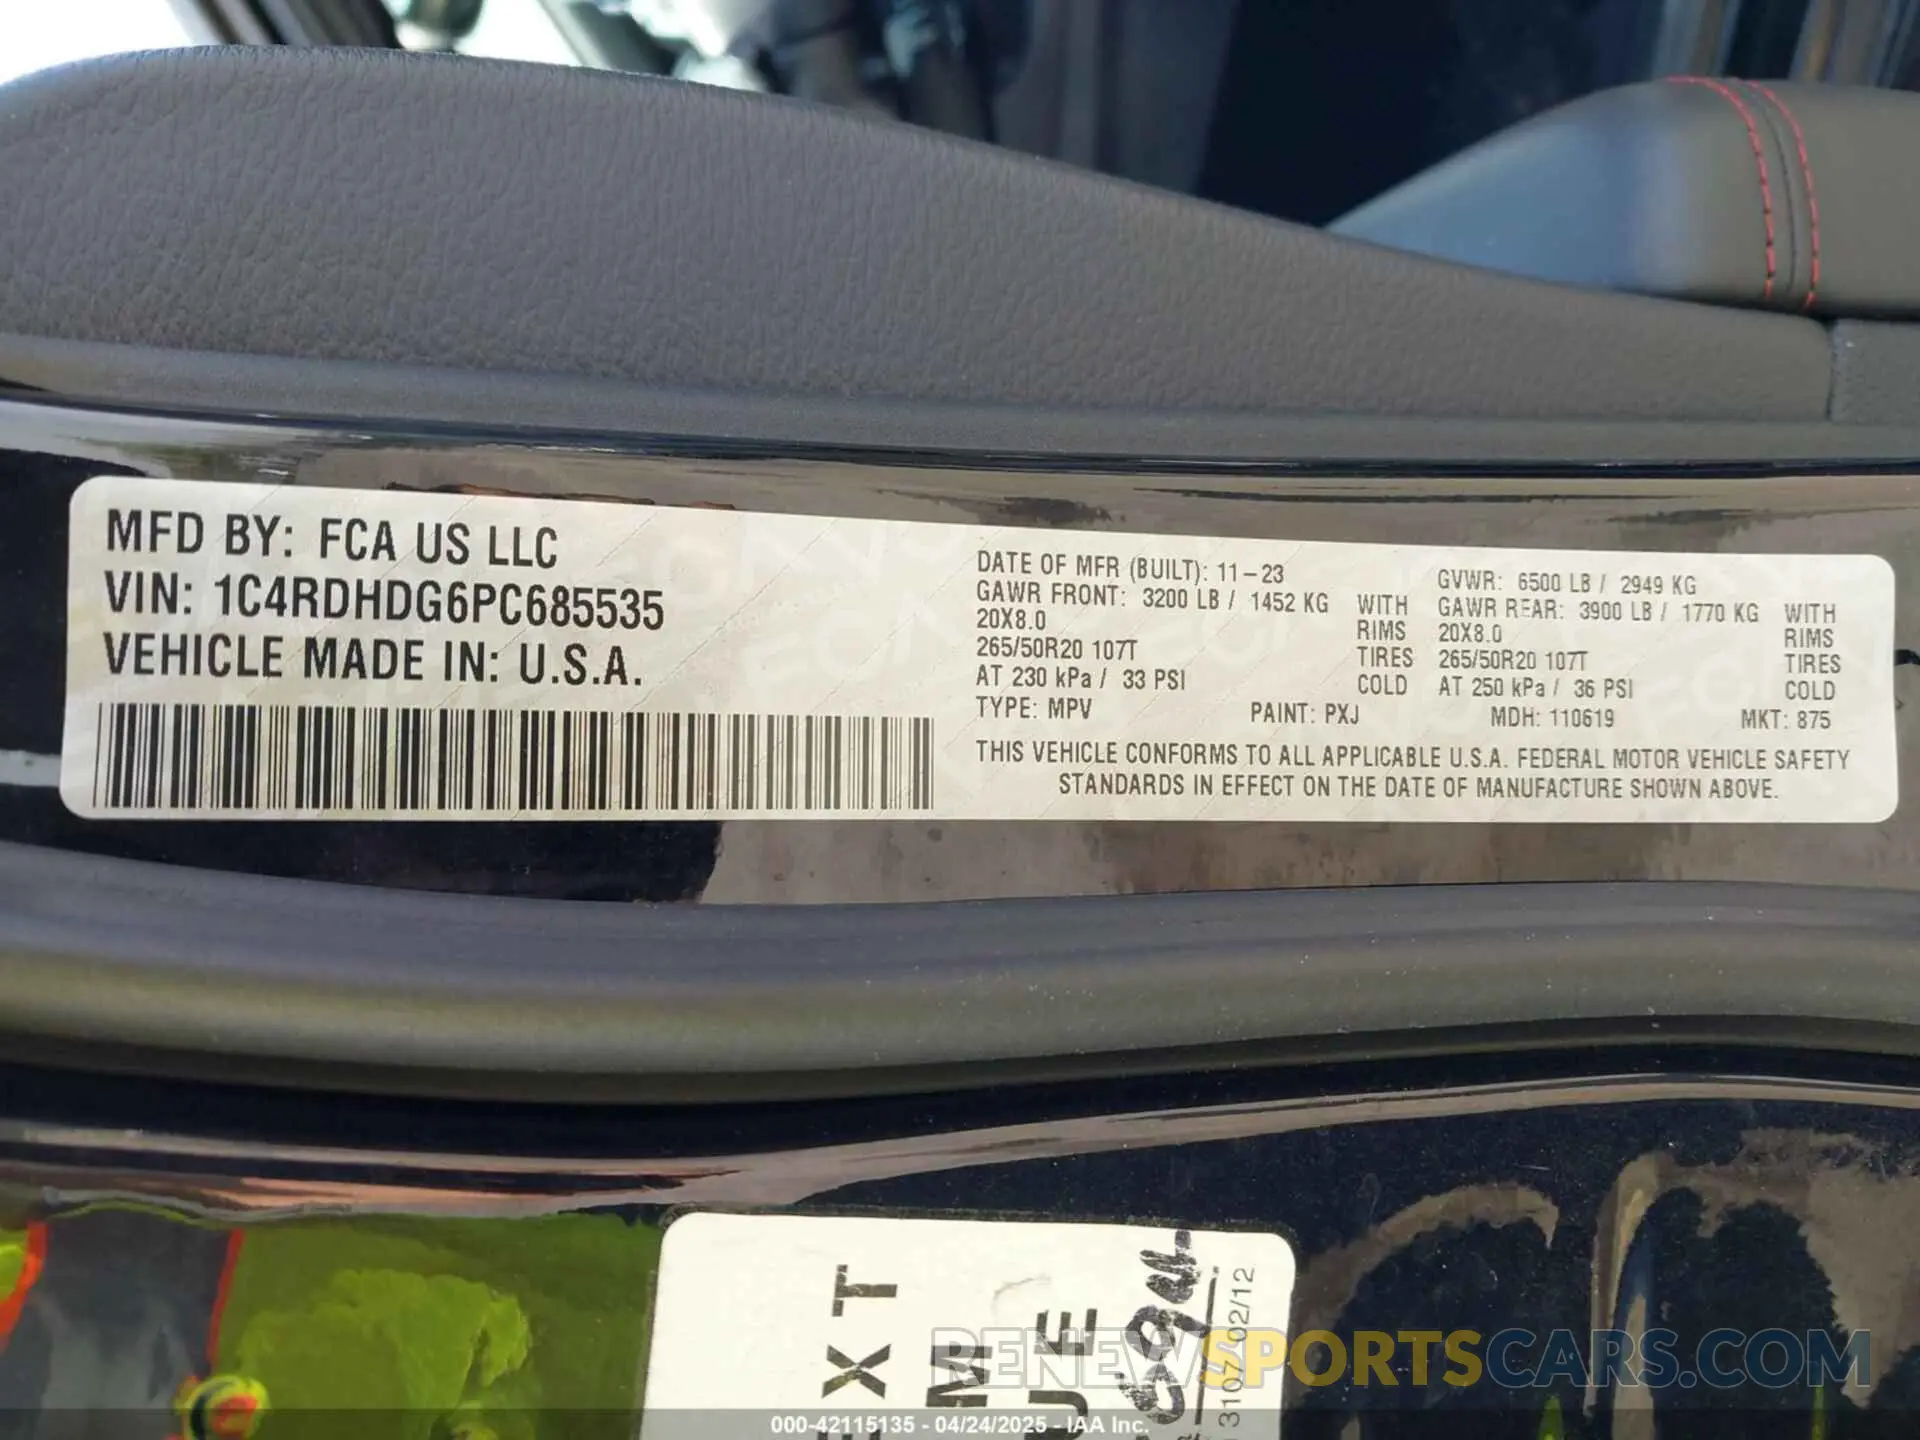 MFD BY: FCA US LLC
VIN: 1C4RDHDG6PC685535
VEHICLE MADE IN: U.S.A.
DATE OF MFR (BUILT): 11-23
GAWR FRONT: 3200 LB / 1452 KG WITH
20X8.0 RIMS
265/50R20 107T TIRES
AT 230 kPa / 33 PSI COLD
GVWR: 6500 LB / 2949 KG
GAWR REAR: 3900 LB / 1770 KG WITH
20X8.0 RIMS
265/50R20 107T TIRES
AT 250 kPa / 36 PSI COLD
TYPE: MPV PAINT: PXJ MDH: 110619 MKT: 875
THIS VEHICLE CONFORMS TO ALL APPLICABLE U.S.A. FEDERAL MOTOR VEHICLE SAFETY
STANDARDS IN EFFECT ON THE DATE OF MANUFACTURE SHOWN ABOVE.
EXT
3107 02/12
RENEWSPORTSCARS.COM
000-42115135 - 04/24/2025 - IAA Inc.